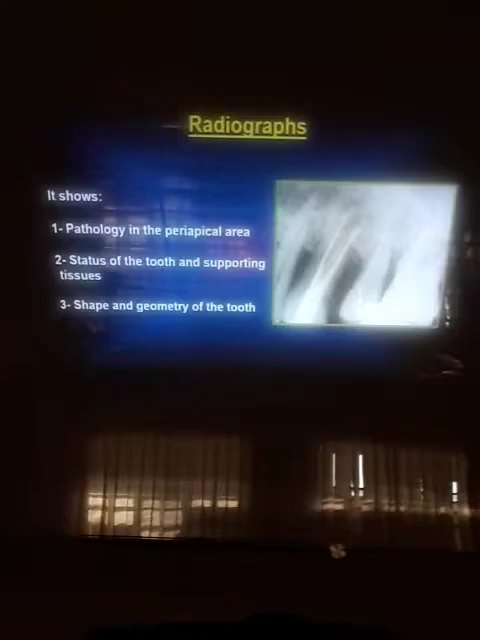 Radiographs
It shows:
1- Pathology in the periapical area
2- Status of the tooth and supporting
tissues
3- Shape and geometry of the tooth